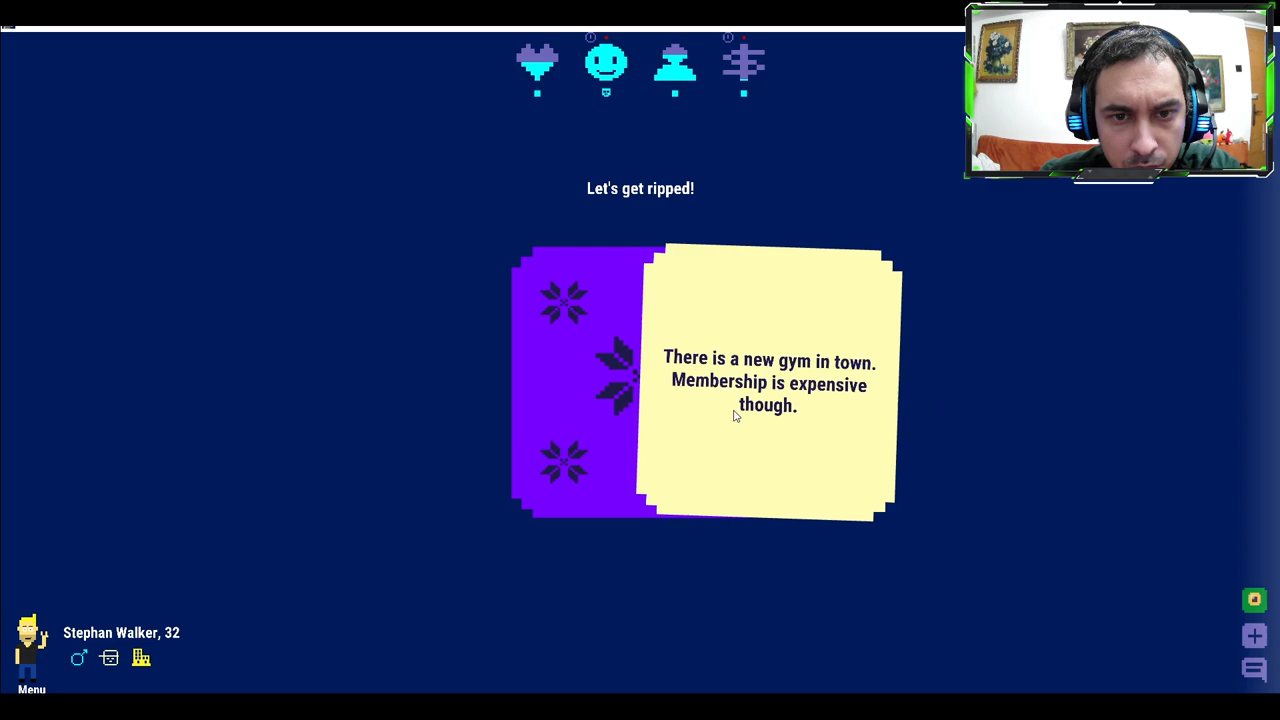 Let's get ripped!
There is a new gym in town.
Membership is expensive
though.
Stephan Walker, 32
Menu